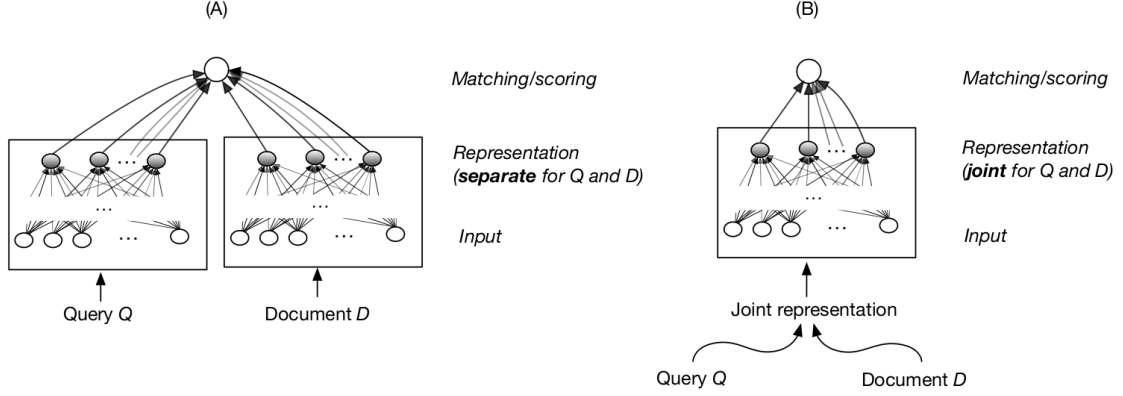 (A)
Matching/scoring
...
...
Representation
(separate for Q and D)
...
...
...
...
Input
Query Q
Document D
(B)
Matching/scoring
...
Representation
(joint for Q and D)
...
...
Input
Joint representation
Query Q
Document D